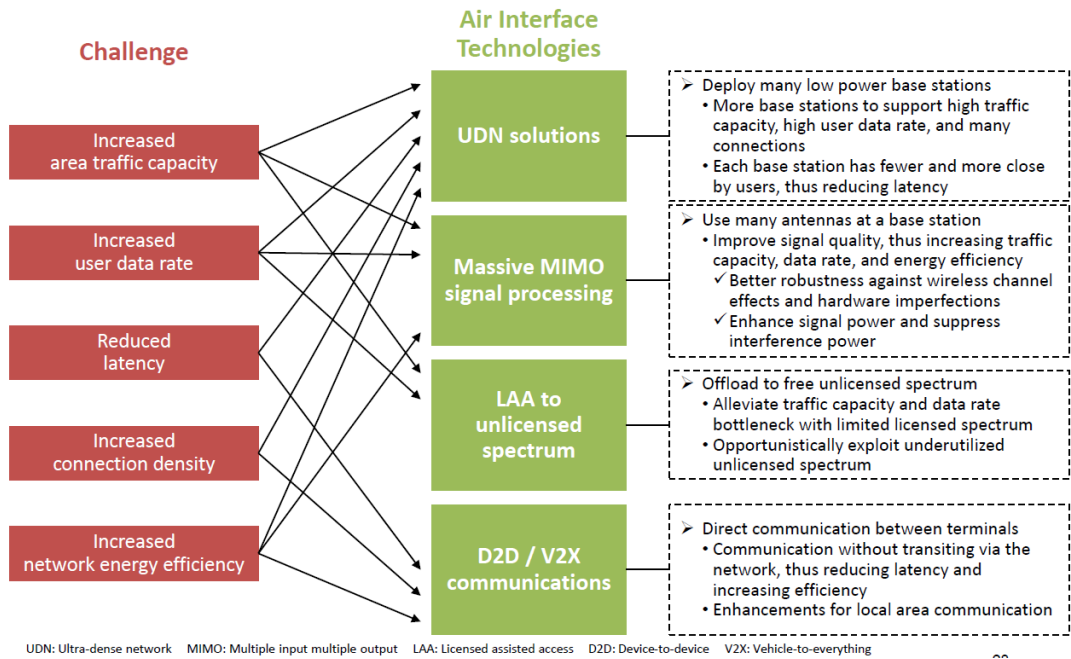 Challenge
Air Interface
Technologies
Increased
area traffic capacity
Increased
user data rate
Reduced
latency
Increased
connection density
Increased
network energy efficiency
UDN solutions
Massive MIMO
signal processing
LAA to
unlicensed
spectrum
D2D / V2X
communications
➢ Deploy many low power base stations
• More base stations to support high traffic
capacity, high user data rate, and many
connections
• Each base station has fewer and more close
by users, thus reducing latency
➢ Use many antennas at a base station
• Improve signal quality, thus increasing traffic
capacity, data rate, and energy efficiency
✓ Better robustness against wireless channel
effects and hardware imperfections
✓ Enhance signal power and suppress
interference power
➢ Offload to free unlicensed spectrum
• Alleviate traffic capacity and data rate
bottleneck with limited licensed spectrum
• Opportunistically exploit underutilized
unlicensed spectrum
➢ Direct communication between terminals
• Communication without transiting via the
network, thus reducing latency and
increasing efficiency
• Enhancements for local area communication
UDN: Ultra-dense network MIMO: Multiple input multiple output LAA: Licensed assisted access D2D: Device-to-device V2X: Vehicle-to-everything